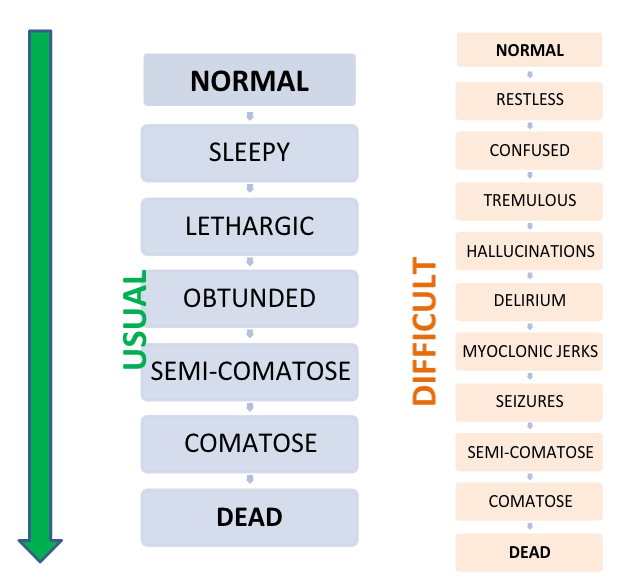 USUAL
NORMAL
SLEEPY
LETHARGIC
OBTUNDED
SEMI-COMATOSE
COMATOSE
DEAD
DIFFICULT
NORMAL
RESTLESS
CONFUSED
TREMULOUS
HALLUCINATIONS
DELIRIUM
MYOCLONIC JERKS
SEIZURES
SEMI-COMATOSE
COMATOSE
DEAD